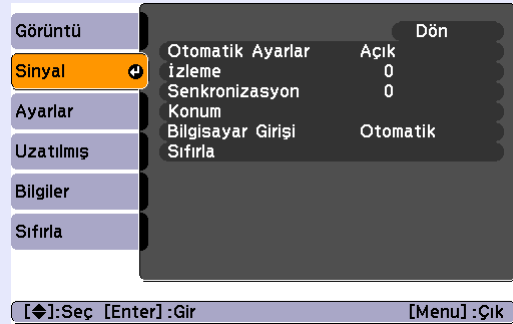 Görüntü
Sinyal
Ayarlar
Uzatılmış
Bilgiler
Sıfırla
Dön
Otomatik Ayarlar Açık
İzleme 0
Senkronizasyon 0
Konum
Bilgisayar Girişi Otomatik
Sıfırla
[◆]:Seç [Enter]:Gir [Menu]:Çık